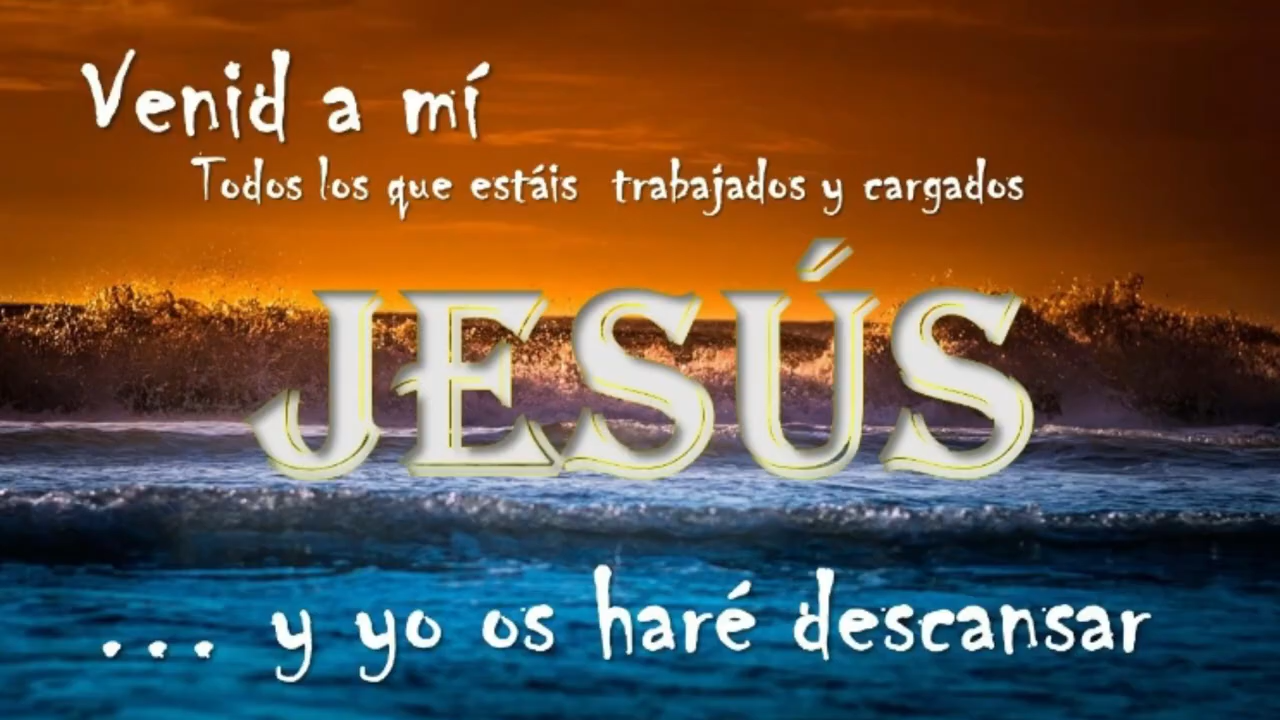 Venid a mí
Todos los que estáis trabajados y cargados
JESÚS
... y yo os haré descansar